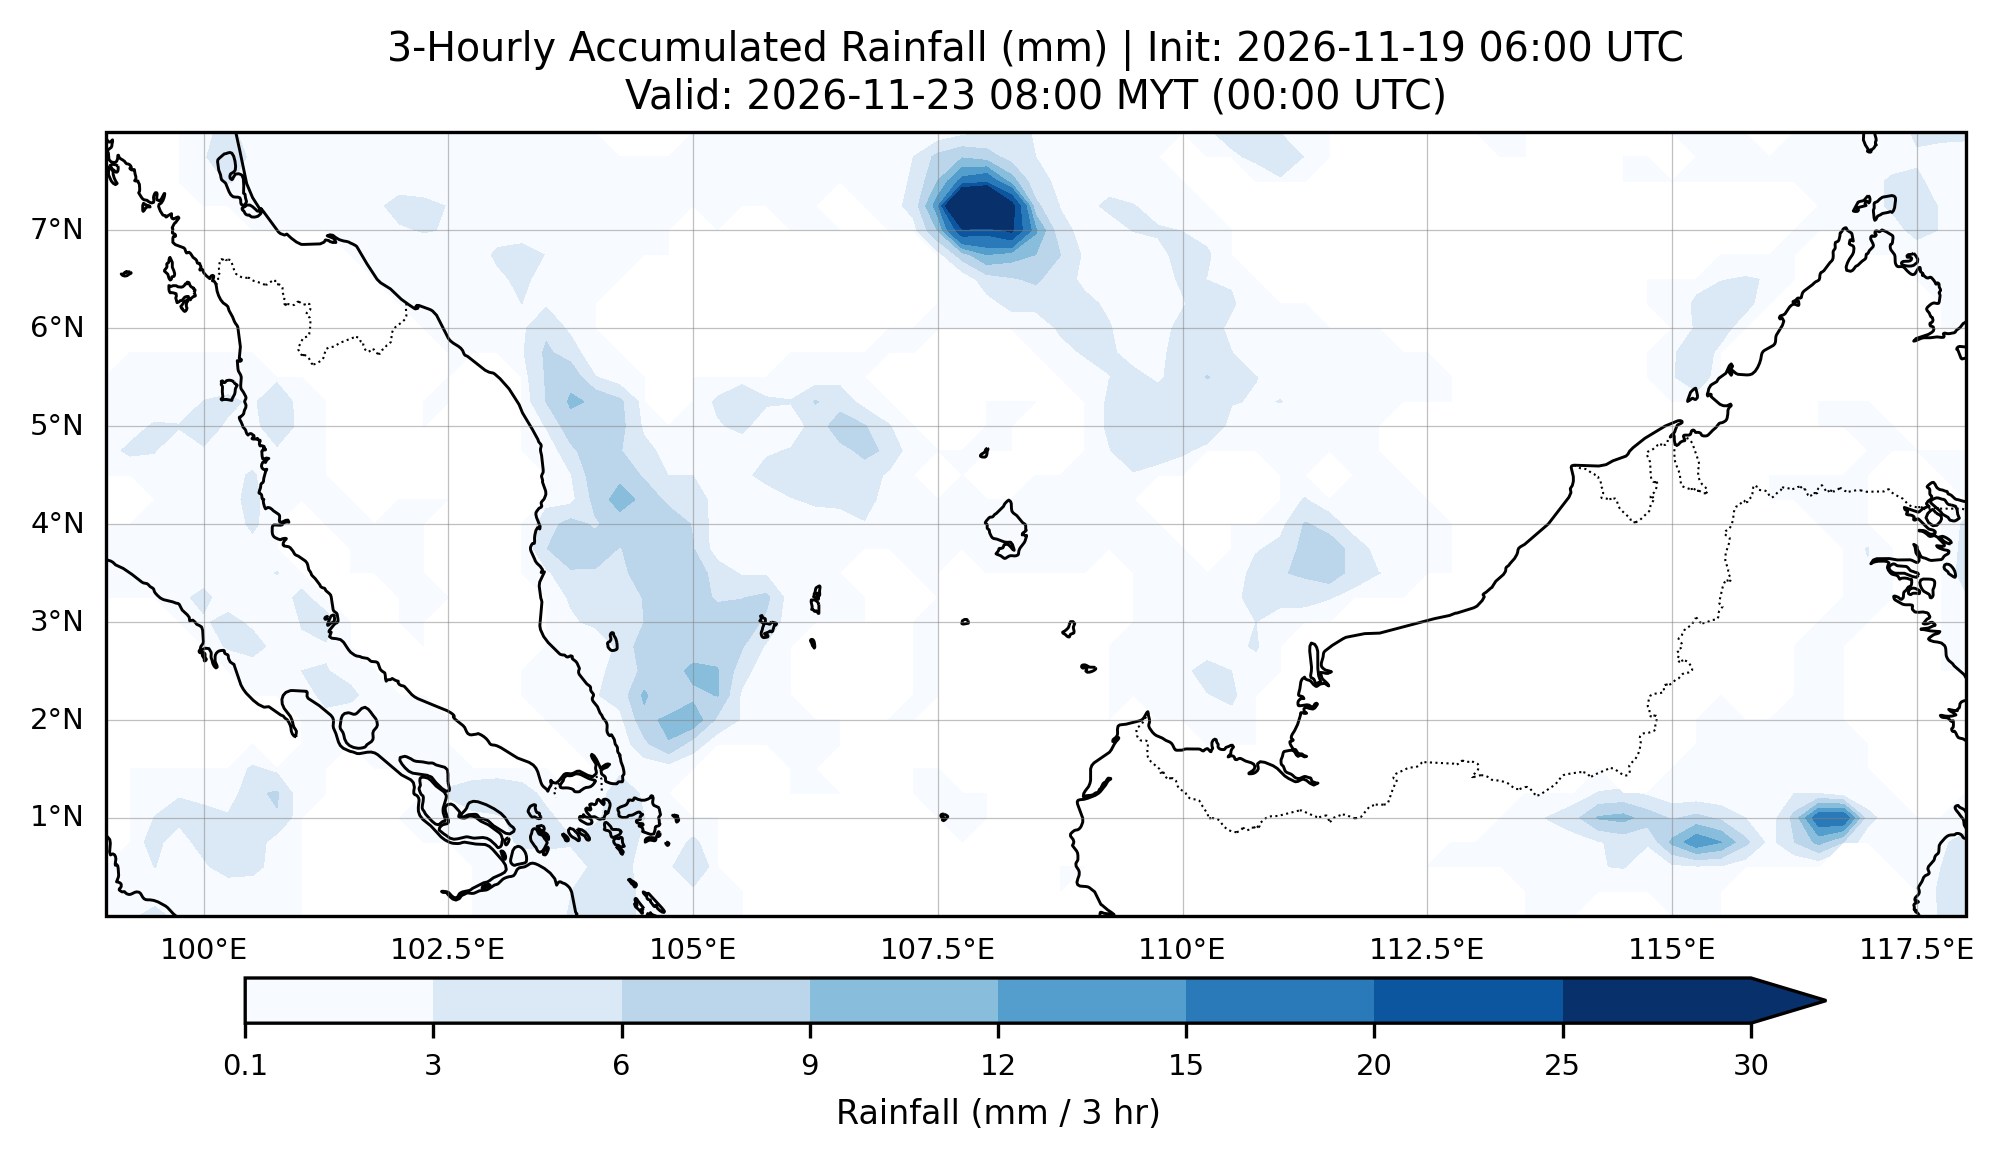 3-Hourly Accumulated Rainfall (mm) | Init: 2026-11-19 06:00 UTC
Valid: 2026-11-23 08:00 MYT (00:00 UTC)
7°N
6°N
5°N
4°N
3°N
2°N
1°N
100°E 102.5°E 105°E 107.5°E 110°E 112.5°E 115°E 117.5°E
0.1 3 6 9 12 15 20 25 30
Rainfall (mm / 3 hr)